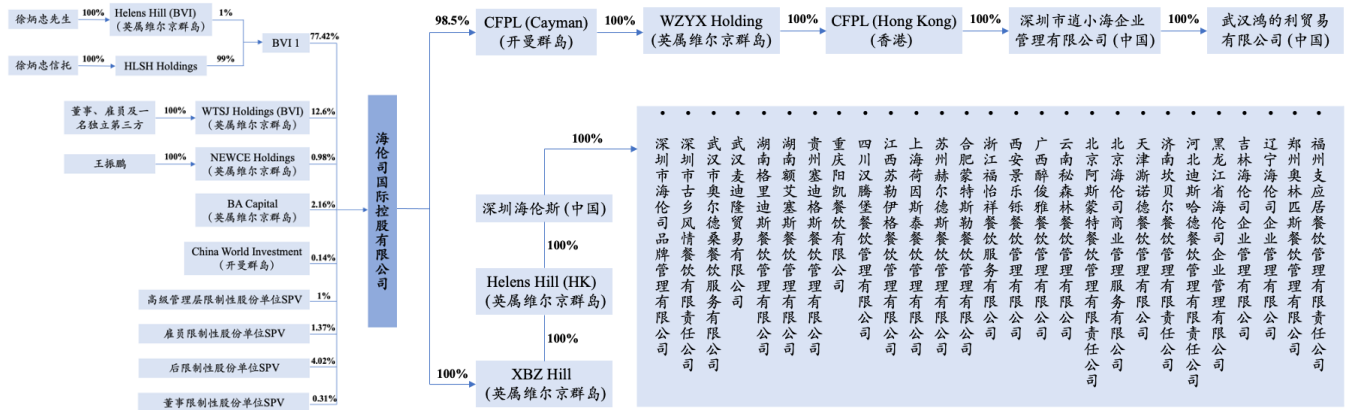 徐炳忠先生
100%
Helens Hill (BVI)
(英属维尔京群岛)
1%
BVI 1
77.42%
徐炳忠信托
100%
HLSH Holdings
99%
董事、雇员及一
名独立第三方
100%
WTSJ Holdings (BVI)
(英属维尔京群岛)
12.6%
王振鹏
100%
NEWCE Holdings
(英属维尔京群岛)
0.98%
BA Capital
(英属维尔京群岛)
2.16%
China World Investment
(开曼群岛)
0.14%
高级管理层限制性股份单位SPV
1%
雇员限制性股份单位SPV
1.37%
后限制性股份单位SPV
4.02%
董事限制性股份单位SPV
0.31%
海伦司国际控股有限公司
98.5%
CFPL (Cayman)
(开曼群岛)
100%
WZYX Holding
(英属维尔京群岛)
100%
CFPL (Hong Kong)
(香港)
100%
深圳市道小海企业
管理有限公司 (中国)
100%
武汉鸿的利贸易
有限公司 (中国)
100%
深圳海伦斯 (中国)
100%
Helens Hill (HK)
(英属维尔京群岛)
100%
100%
XBZ Hill
(英属维尔京群岛)
• 深圳市海伦司品牌管理有限公司
• 深圳市古乡风情餐饮有限责任公司
• 武汉市奥尔德桑餐饮服务有限公司
• 武汉麦迪隆贸易有限公司
• 湖南格里迪斯餐饮管理有限公司
• 湖南额艾塞斯餐饮管理有限公司
• 贵州塞迪格斯餐饮管理有限公司
• 重庆阳凯餐饮有限公司
• 四川汉腾堡餐饮管理有限公司
• 江西苏勒伊格餐饮管理有限公司
• 上海荷因斯泰餐饮管理有限公司
• 苏州赫尔德斯餐饮管理有限公司
• 合肥蒙特斯勒餐饮管理有限公司
• 浙江福怡祥餐饮服务有限公司
• 西安景乐铄餐饮管理有限公司
• 广西醉俊雅餐饮管理有限公司
• 云南秘森林餐饮管理有限公司
• 北京阿斯蒙特餐饮管理有限责任公司
• 北京海伦司商业管理服务有限公司
• 天津澌诺德餐饮管理有限公司
• 济南坎贝尔餐饮管理有限责任公司
• 河北迪斯哈德餐饮管理有限公司
• 黑龙江省海伦司企业管理有限公司
• 吉林海伦司企业管理有限公司
• 辽宁海伦司企业管理有限公司
• 郑州奥林匹斯餐饮管理有限公司
• 福州支应居餐饮管理有限责任公司